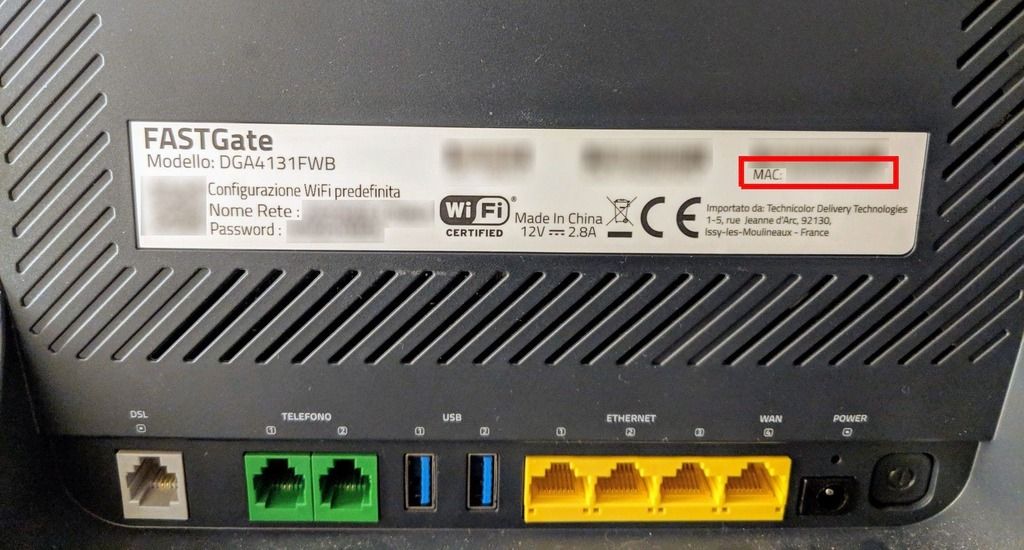 FASTGate
Modello: DGA4131FWB
Configurazione WiFi predefinita
Nome Rete :
Password :
MAC:
WiFi®
CERTIFIED
Made In China
12V ⎓ 2.8A
CE
Importato da: Technicolor Delivery Technologies
1-5, rue Jeanne d'Arc, 92130,
Issy-les-Moulineaux - France
DSL
TELEFONO
1
2
USB
1
2
ETHERNET
1
2
3
WAN
4
POWER